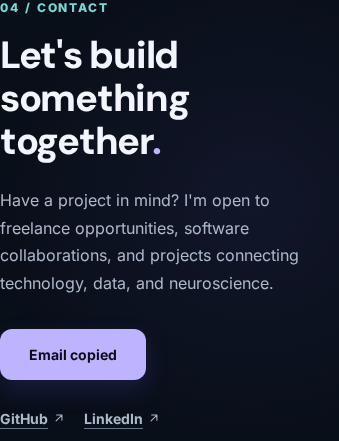 04 / CONTACT
Let's build
something
together.
Have a project in mind? I'm open to
freelance opportunities, software
collaborations, and projects connecting
technology, data, and neuroscience.
Email copied
GitHub ↗ LinkedIn ↗